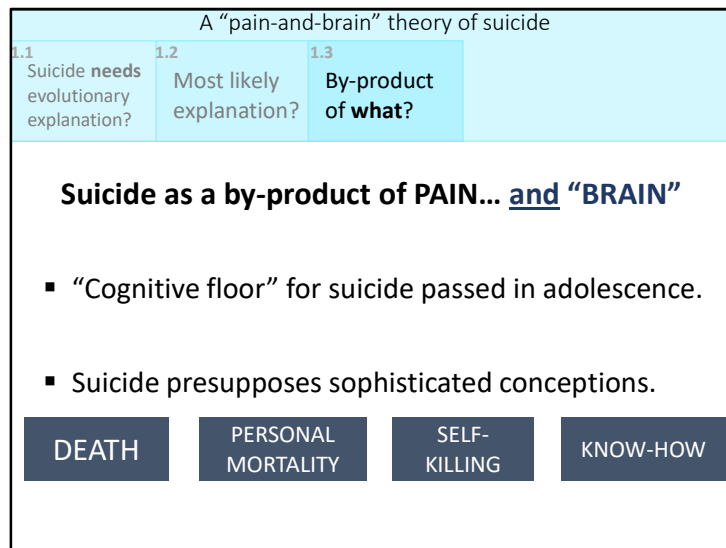 A “pain-and-brain” theory of suicide
1.1
Suicide needs
evolutionary
explanation?
1.2
Most likely
explanation?
1.3
By-product
of what?
Suicide as a by-product of PAIN… and “BRAIN”
▪ “Cognitive floor” for suicide passed in adolescence.
▪ Suicide presupposes sophisticated conceptions.
DEATH
PERSONAL
MORTALITY
SELF-
KILLING
KNOW-HOW